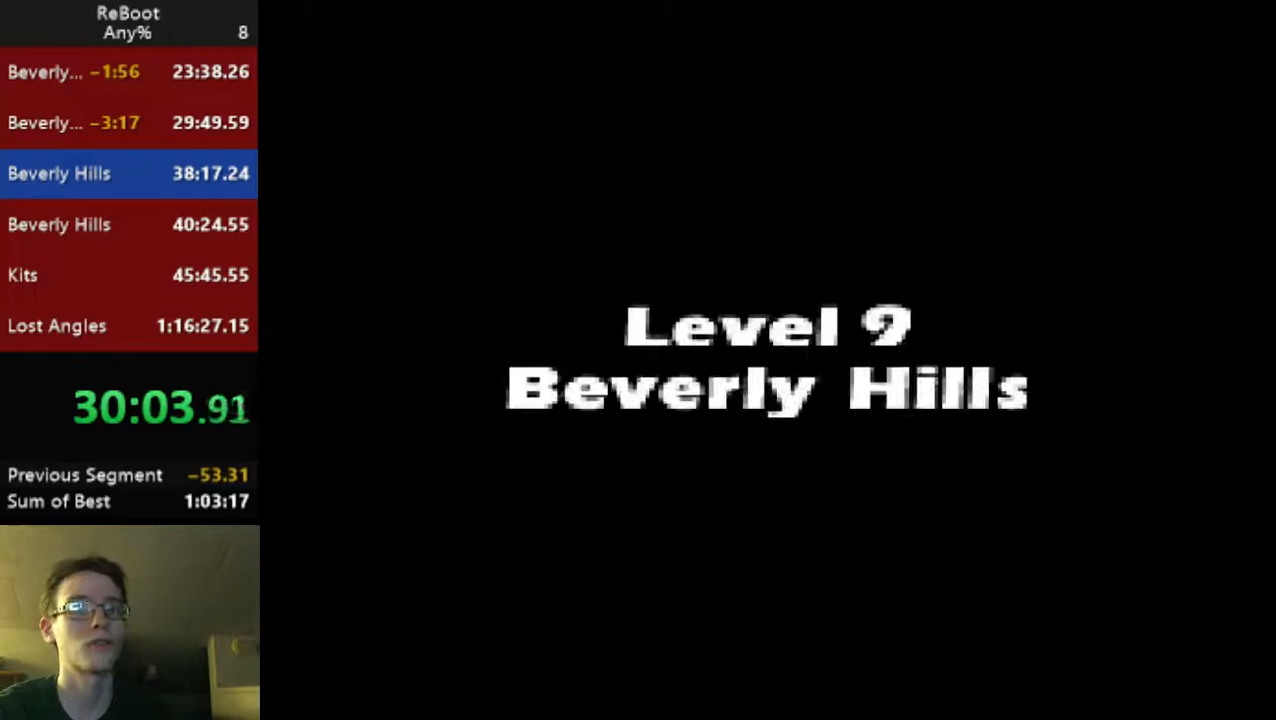 ReBoot
Any% 8
Beverly... −1:56 23:38.26
Beverly... −3:17 29:49.59
Beverly Hills 38:17.24
Beverly Hills 40:24.55
Kits 45:45.55
Lost Angles 1:16:27.15
30:03.91
Previous Segment −53.31
Sum of Best 1:03:17
Level 9
Beverly Hills